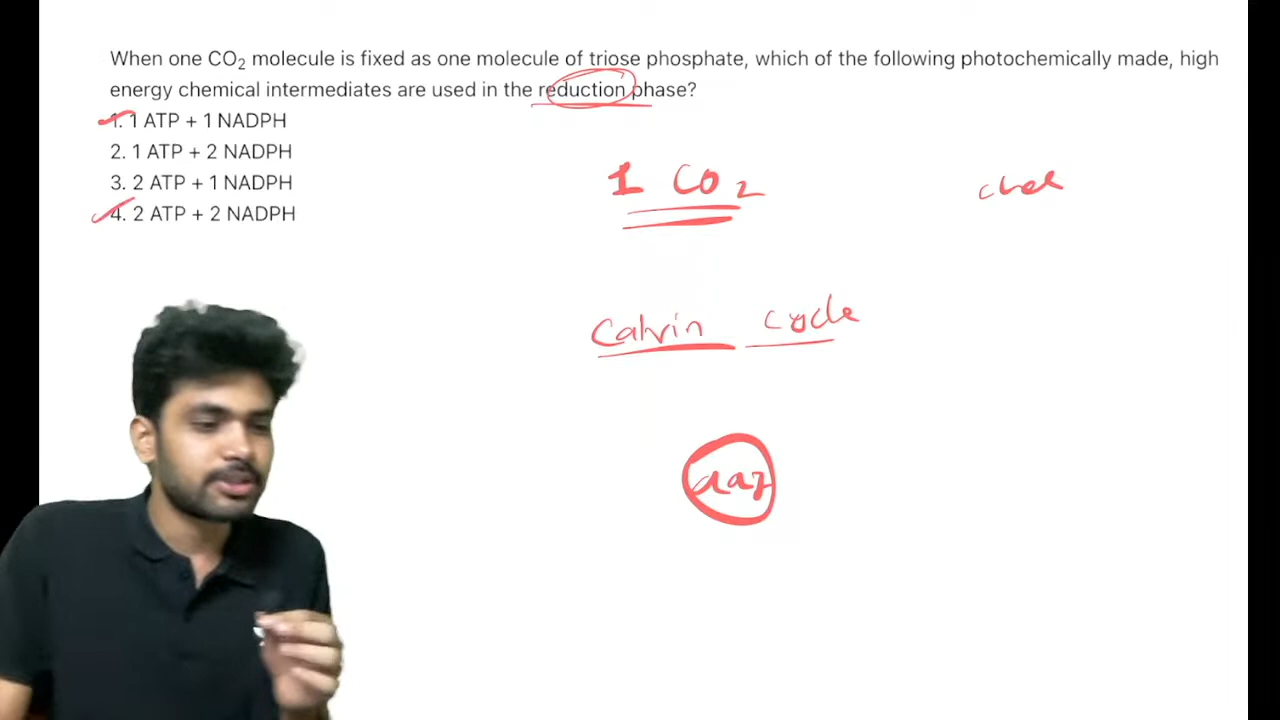 When one CO₂ molecule is fixed as one molecule of triose phosphate, which of the following photochemically made, high
energy chemical intermediates are used in the reduction phase?
1. 1 ATP + 1 NADPH
2. 1 ATP + 2 NADPH
3. 2 ATP + 1 NADPH
4. 2 ATP + 2 NADPH
1 CO₂
Calvin cycle